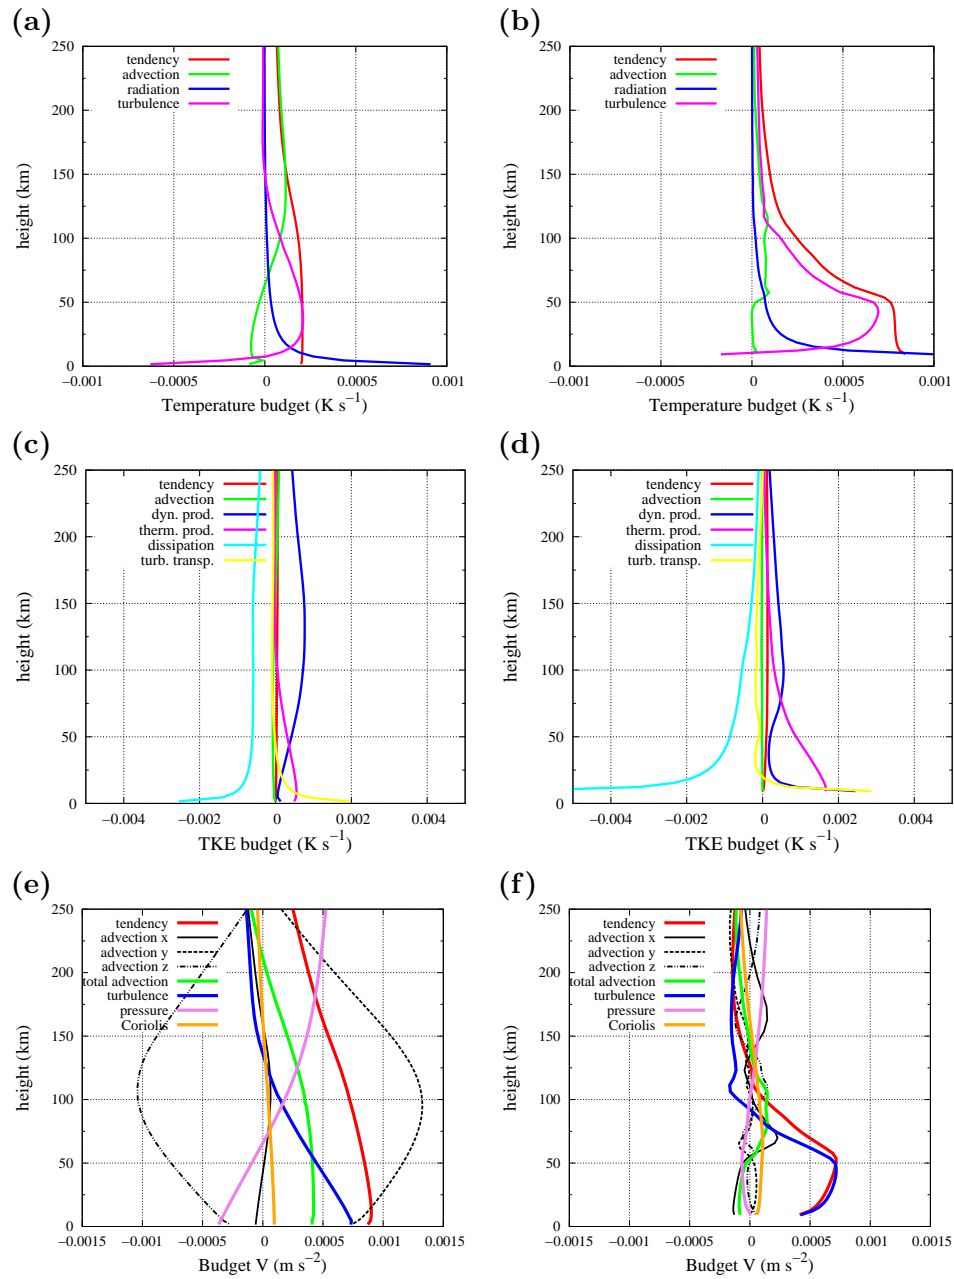 (a)
250
200
150
100
50
0
height (km)
tendency
advection
radiation
turbulence
−0.001
−0.0005
0
0.0005
0.001
Temperature budget (K s−1)
(b)
250
200
150
100
50
0
height (km)
tendency
advection
radiation
turbulence
−0.001
−0.0005
0
0.0005
0.001
Temperature budget (K s−1)
(c)
250
200
150
100
50
0
height (km)
tendency
advection
dyn. prod.
therm. prod.
dissipation
turb. transp.
−0.004
−0.002
0
0.002
0.004
TKE budget (K s−1)
(d)
250
200
150
100
50
0
height (km)
tendency
advection
dyn. prod.
therm. prod.
dissipation
turb. transp.
−0.004
−0.002
0
0.002
0.004
TKE budget (K s−1)
(e)
250
200
150
100
50
0
height (km)
tendency
advection x
advection y
advection z
total advection
turbulence
pressure
Coriolis
−0.0015
−0.001
−0.0005
0
0.0005
0.001
0.0015
Budget V (m s−2)
(f)
250
200
150
100
50
0
height (km)
tendency
advection x
advection y
advection z
total advection
turbulence
pressure
Coriolis
−0.0015
−0.001
−0.0005
0
0.0005
0.001
0.0015
Budget V (m s−2)